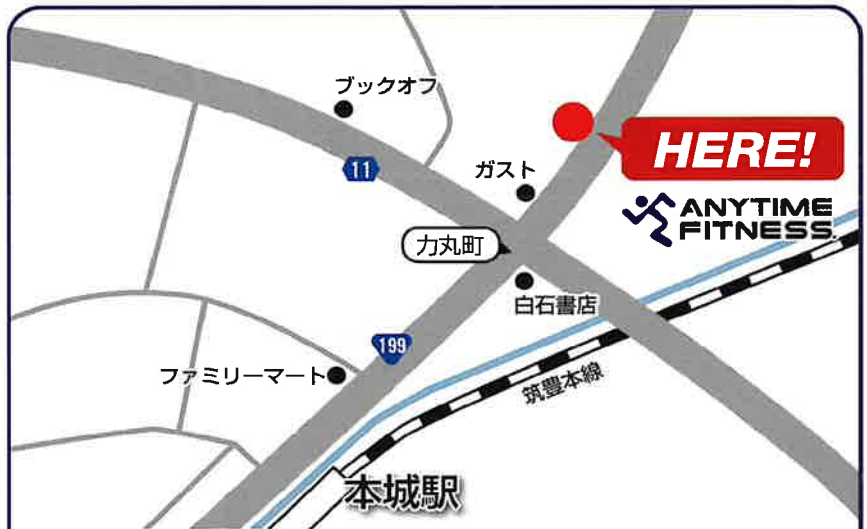 ブックオフ
11
ガスト
HERE!
ANYTIME
FITNESS.
力丸町
白石書店
199
ファミリーマート
筑豊本線
本城駅